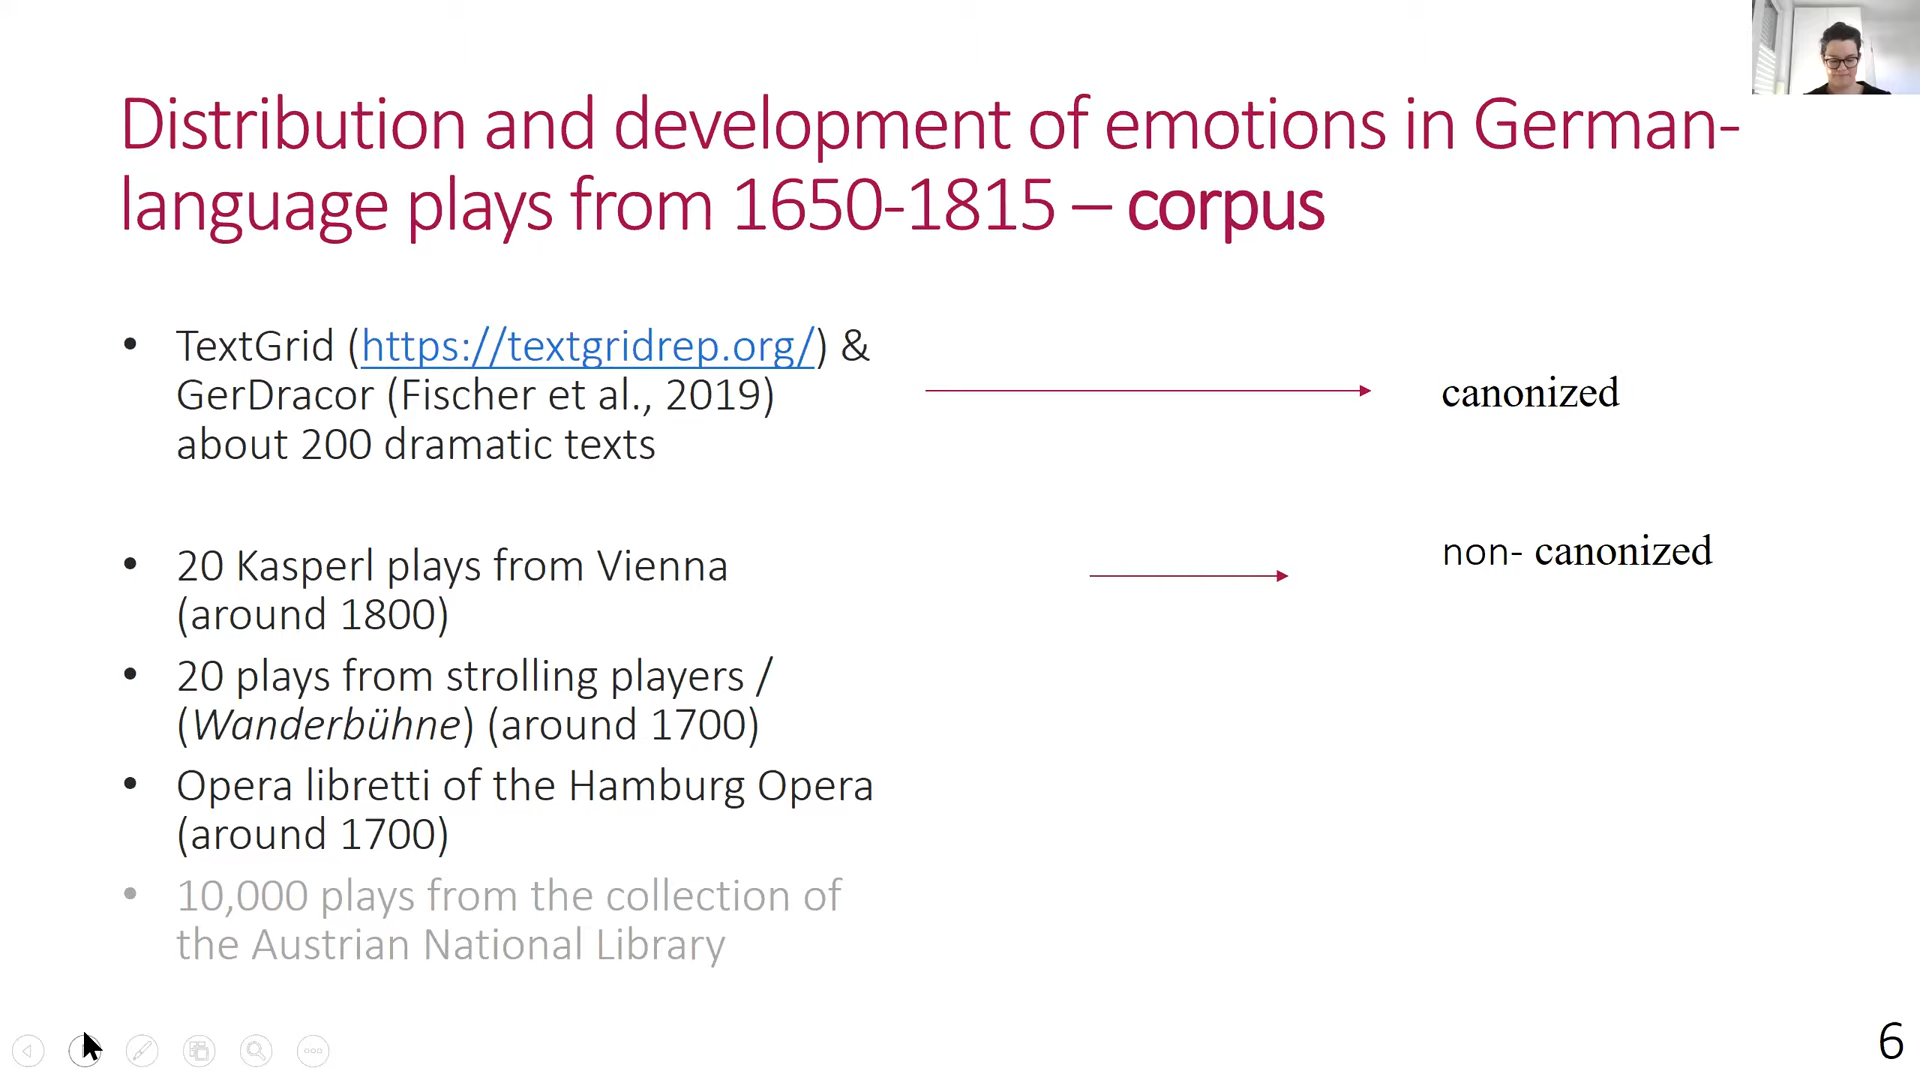 Distribution and development of emotions in German-
language plays from 1650-1815 – corpus
• TextGrid (https://textgridrep.org/) &
GerDracor (Fischer et al., 2019)
about 200 dramatic texts
canonized
• 20 Kasperl plays from Vienna
(around 1800)
non- canonized
• 20 plays from strolling players /
(Wanderbühne) (around 1700)
• Opera libretti of the Hamburg Opera
(around 1700)
• 10,000 plays from the collection of
the Austrian National Library
6